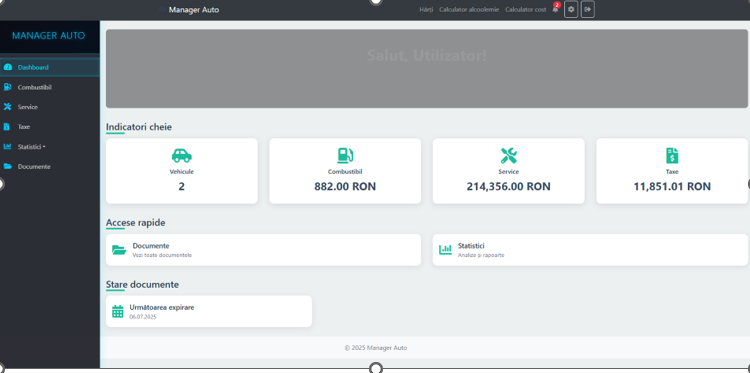 Manager Auto
Hărți Calculator alcoolemie Calculator cost 2
MANAGER AUTO
Dashboard
Combustibil
Service
Taxe
Statistici
Documente
Salut, Utilizator!
Indicatori cheie
Vehicule
2
Combustibil
882.00 RON
Service
214,356.00 RON
Taxe
11,851.01 RON
Accese rapide
Documente
Vezi toate documentele
Statistici
Analize și rapoarte
Stare documente
Următoarea expirare
06.07.2025
© 2025 Manager Auto